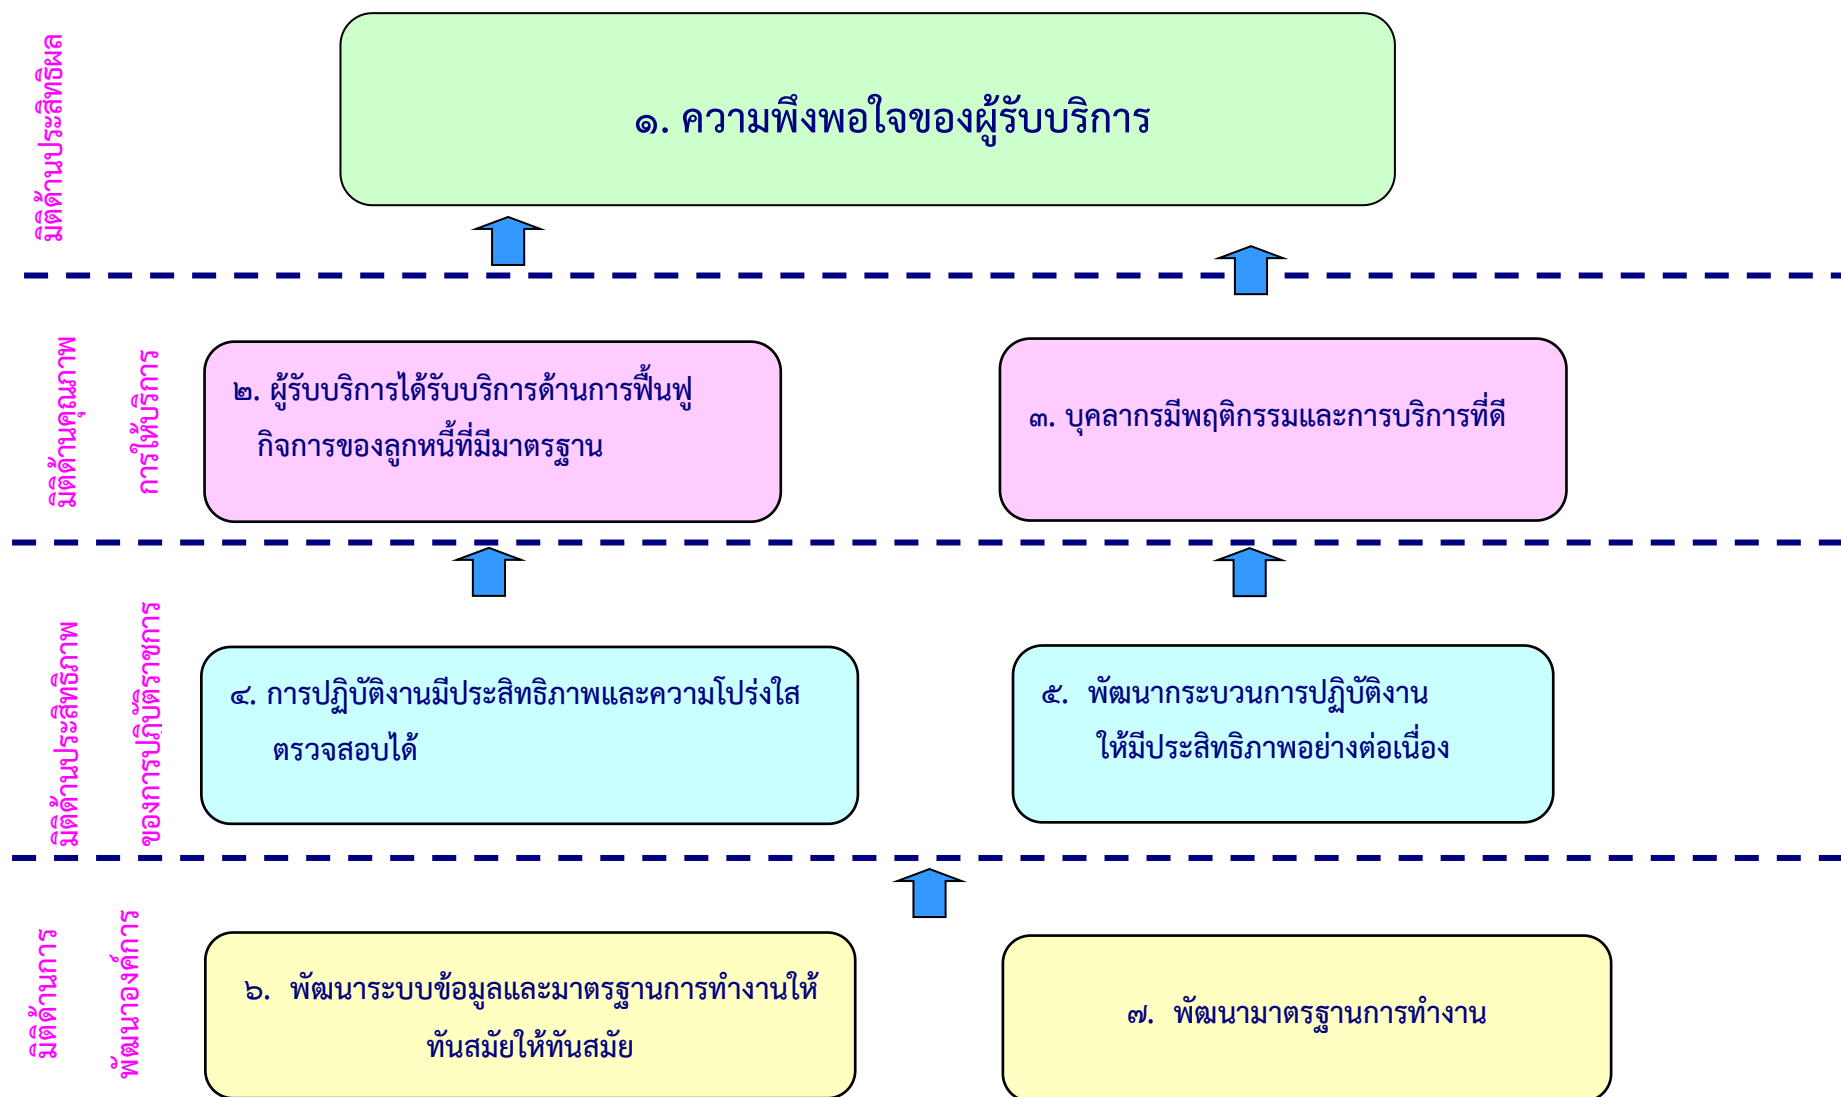 มิติด้านประสิทธิผล
๑. ความพึงพอใจของผู้รับบริการ
มิติด้านคุณภาพ
การให้บริการ
๒. ผู้รับบริการได้รับบริการด้านการฟื้นฟู
กิจการของลูกหนี้ที่มีมาตรฐาน
๓. บุคลากรมีพฤติกรรมและการบริการที่ดี
มิติด้านประสิทธิภาพ
ของการปฏิบัติราชการ
๔. การปฏิบัติงานมีประสิทธิภาพและความโปร่งใส
ตรวจสอบได้
๕. พัฒนากระบวนการปฏิบัติงาน
ให้มีประสิทธิภาพอย่างต่อเนื่อง
มิติด้านการ
พัฒนาองค์การ
๖. พัฒนาระบบข้อมูลและมาตรฐานการทำงานให้
ทันสมัยให้ทันสมัย
๗. พัฒนามาตรฐานการทำงาน